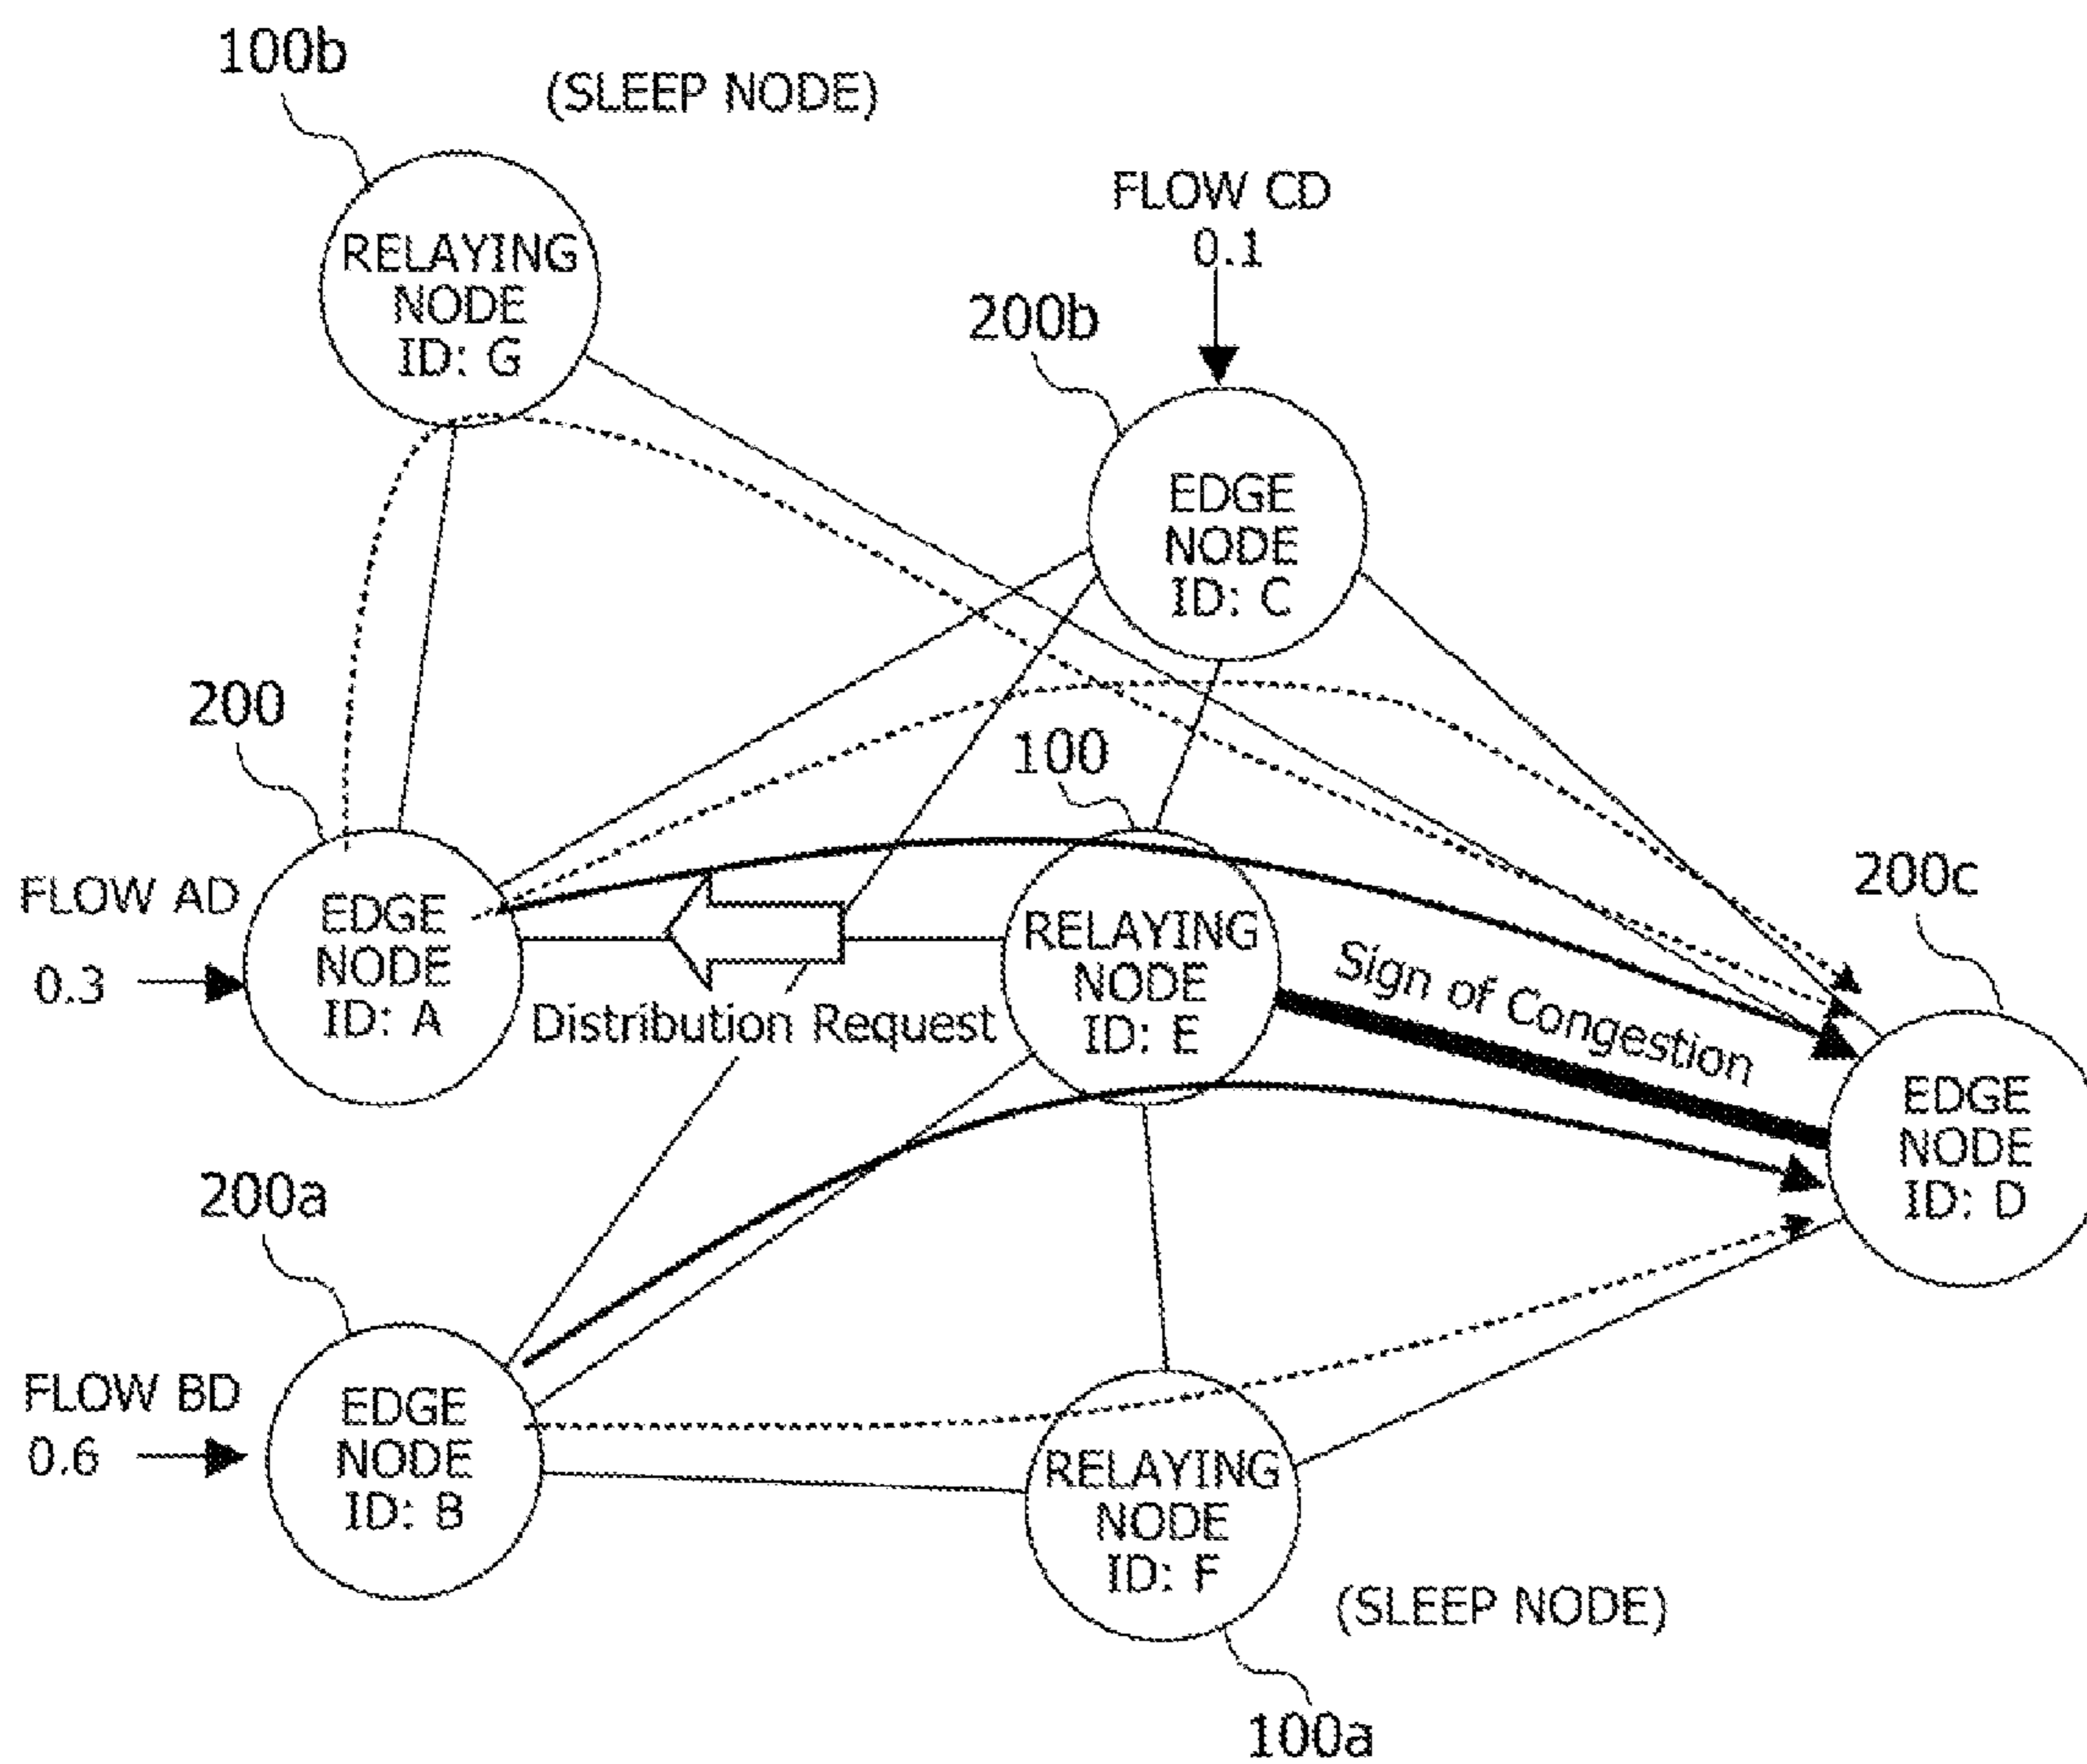 100b
(SLEEP NODE)
RELAYING
NODE
ID: G
FLOW CD
0.1
200b
EDGE
NODE
ID: C
200
100
FLOW AD
0.3
EDGE
NODE
ID: A
RELAYING
NODE
ID: E
Distribution Request
Sign of Congestion
200c
EDGE
NODE
ID: D
200a
FLOW BD
0.6
EDGE
NODE
ID: B
RELAYING
NODE
ID: F
(SLEEP NODE)
100a